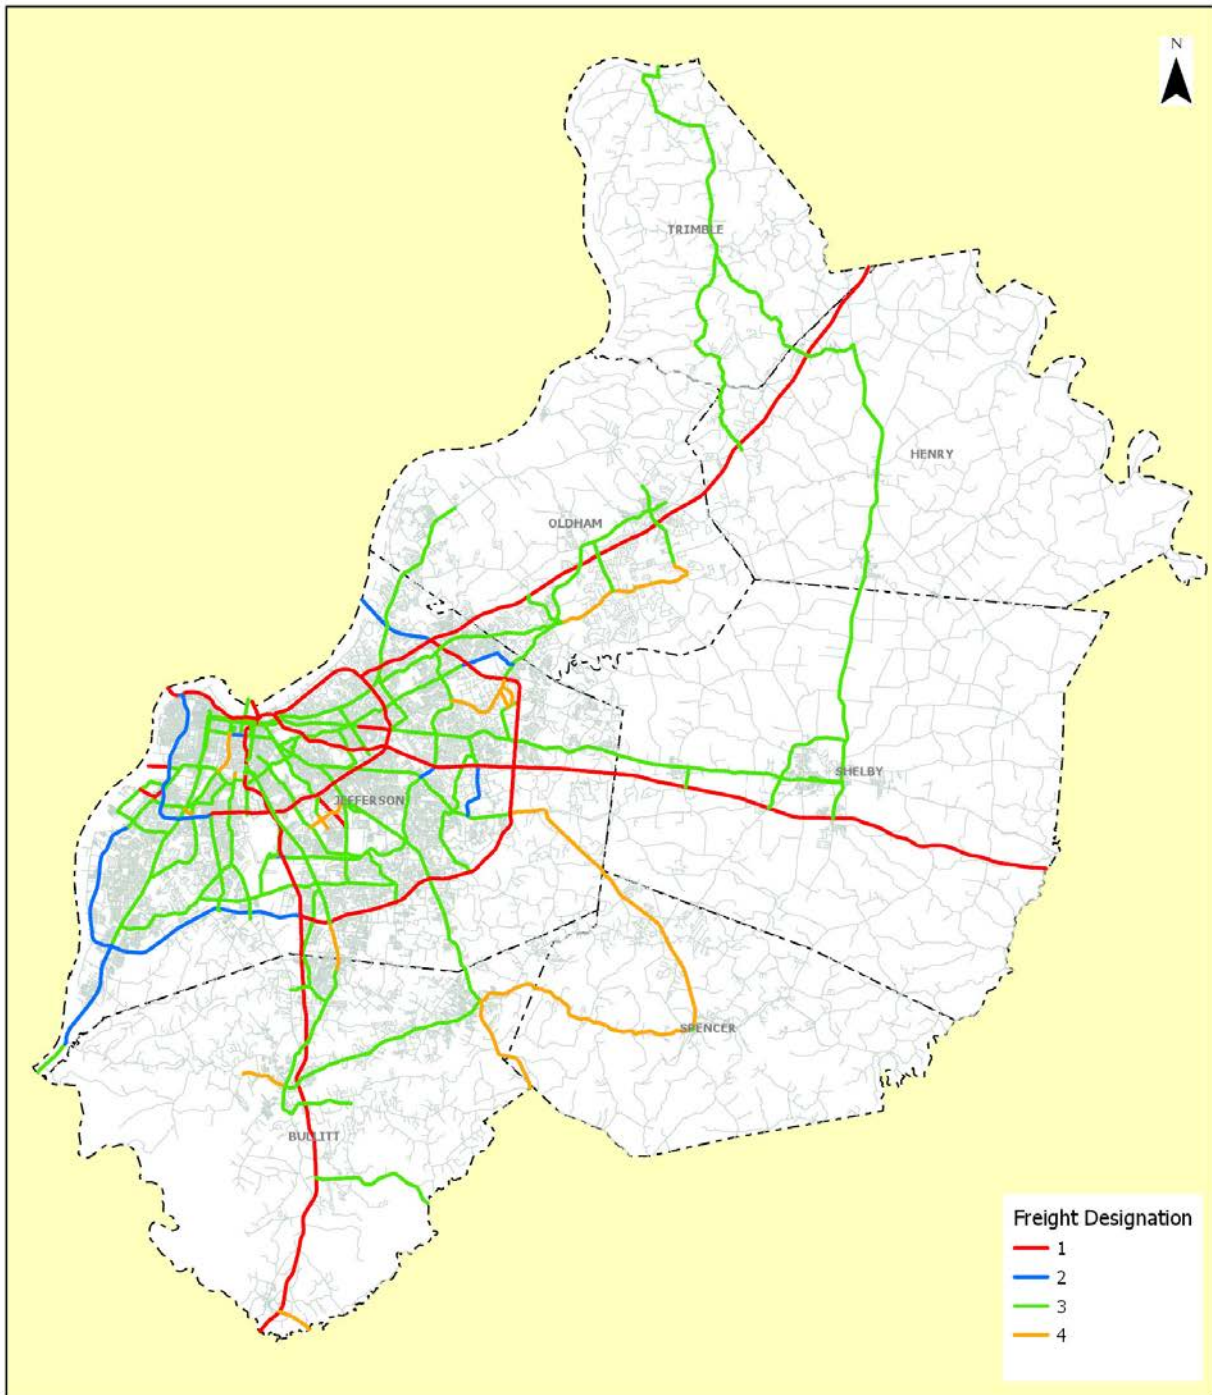 N
TRIMBLE
HENRY
OLDHAM
SHELBY
JEFFERSON
SPENCER
BULLITT
Freight Designation
1
2
3
4